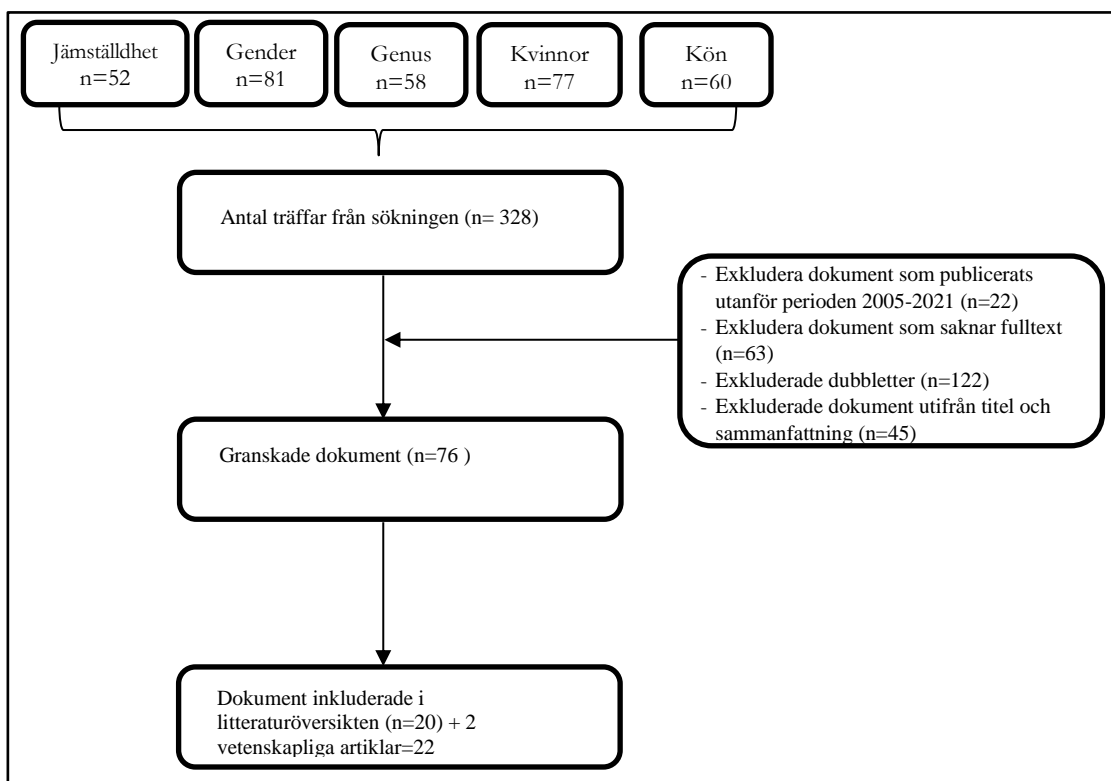 Jämställdhet
n=52
Gender
n=81
Genus
n=58
Kvinnor
n=77
Kön
n=60
Antal träffar från sökningen (n= 328)
- Exkludera dokument som publicerats
utanför perioden 2005-2021 (n=22)
- Exkludera dokument som saknar fulltext
(n=63)
- Exkluderade dubbletter (n=122)
- Exkluderade dokument utifrån titel och
sammanfattning (n=45)
Granskade dokument (n=76 )
Dokument inkluderade i
litteraturöversikten (n=20) + 2
vetenskapliga artiklar=22